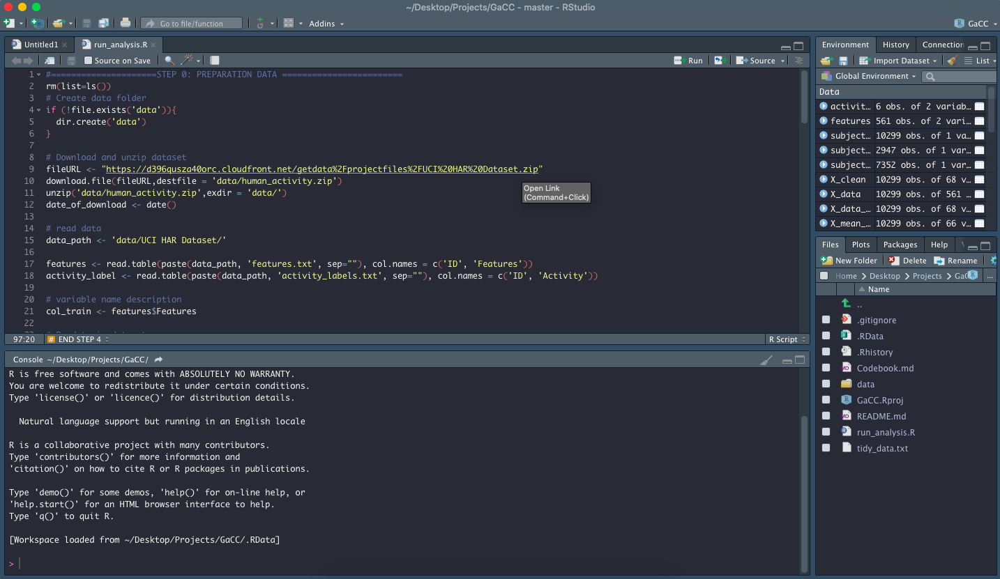 ~/Desktop/Projects/GaCC - master - RStudio
Go to file/function
Addins
GaCC
Untitled1
run_analysis.R
Source on Save
Run
Source
1 #=====================STEP 0: PREPARATION DATA ========================
2 rm(list=ls())
3 # Create data folder
4 if (!file.exists('data')){
5   dir.create('data')
6 }
7
8 # Download and unzip dataset
9 fileURL <- "https://d396qusza40orc.cloudfront.net/getdata%2Fprojectfiles%2FUCI%20HAR%20Dataset.zip"
10 download.file(fileURL,destfile = 'data/human_activity.zip')
11 unzip('data/human_activity.zip',exdir = 'data/')
12 date_of_download <- date()
13
14 # read data
15 data_path <- 'data/UCI HAR Dataset/'
16
17 features <- read.table(paste(data_path, 'features.txt', sep=""), col.names = c('ID', 'Features'))
18 activity_label <- read.table(paste(data_path, 'activity_labels.txt', sep=""), col.names = c('ID', 'Activity'))
19
20 # variable name description
21 col_train <- features$Features
22
Open Link
(Command+Click)
97:20
# END STEP 4
R Script
Console ~/Desktop/Projects/GaCC/
R is free software and comes with ABSOLUTELY NO WARRANTY.
You are welcome to redistribute it under certain conditions.
Type 'license()' or 'licence()' for distribution details.
Natural language support but running in an English locale
R is a collaborative project with many contributors.
Type 'contributors()' for more information and
'citation()' on how to cite R or R packages in publications.
Type 'demo()' for some demos, 'help()' for on-line help, or
'help.start()' for an HTML browser interface to help.
Type 'q()' to quit R.
[Workspace loaded from ~/Desktop/Projects/GaCC/.RData]
>
Environment
History
Connection
Import Dataset
List
Global Environment
Data
activit… 6 obs. of 2 variab…
features 561 obs. of 2 vari…
subject… 10299 obs. of 1 va…
subject… 2947 obs. of 1 var…
subject… 7352 obs. of 1 var…
X_clean 10299 obs. of 68 v…
X_data 10299 obs. of 561 …
X_data_… 10299 obs. of 68 v…
X_mean_… 10299 obs. of 66 v…
Files
Plots
Packages
Help
New Folder
Delete
Rename
Home > Desktop > Projects > GaCC
...
Name
..
.gitignore
.RData
.Rhistory
Codebook.md
data
GaCC.Rproj
README.md
run_analysis.R
tidy_data.txt